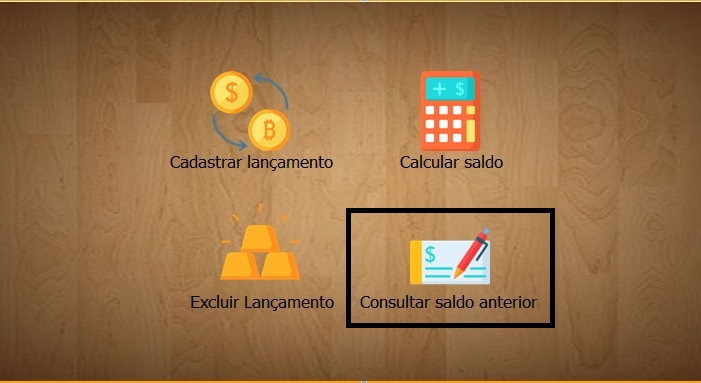 $
₿
+ $
Cadastrar lançamento
Calcular saldo
$
Excluir Lançamento
Consultar saldo anterior